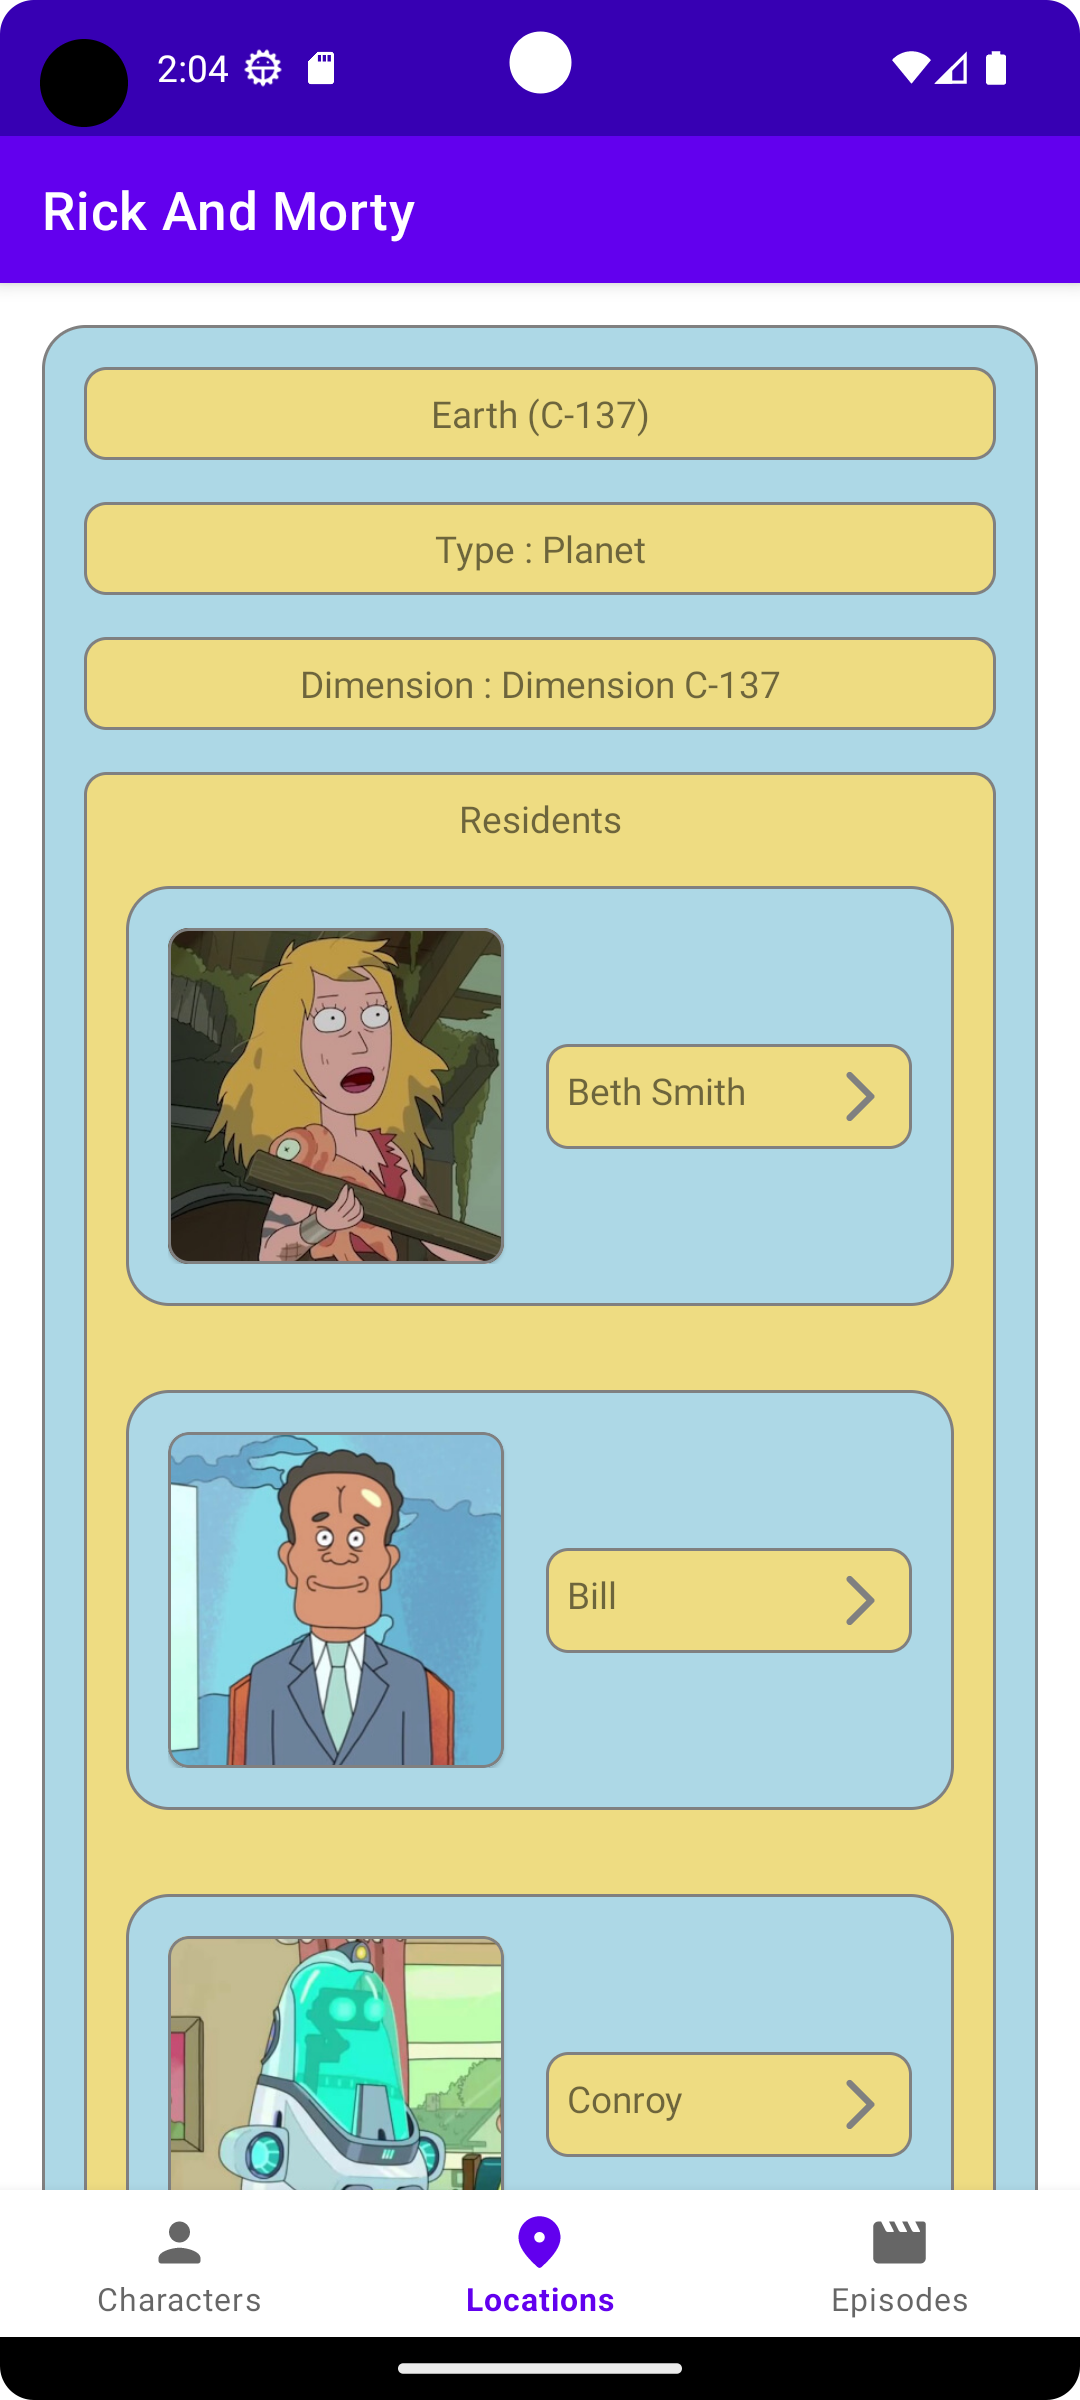 2:04
Rick And Morty
Earth (C-137)
Type : Planet
Dimension : Dimension C-137
Residents
Beth Smith
Bill
Conroy
Characters
Locations
Episodes